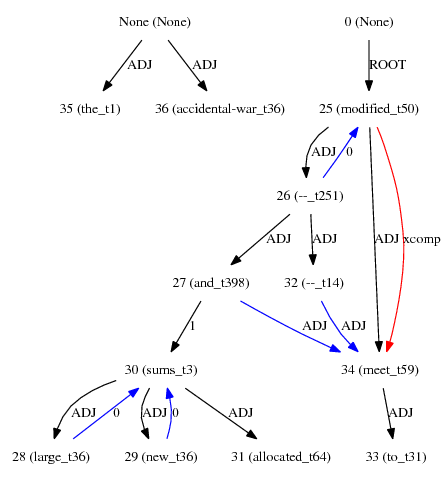 None (None) 0 (None)
ADJ ADJ ROOT
35 (the_t1) 36 (accidental-war_t36) 25 (modified_t50)
ADJ 0
26 (--_t251)
ADJ ADJ ADJ xcomp
27 (and_t398) 32 (--_t14)
1 ADJ ADJ
30 (sums_t3) 34 (meet_t59)
ADJ 0 ADJ 0 ADJ ADJ
28 (large_t36) 29 (new_t36) 31 (allocated_t64) 33 (to_t31)